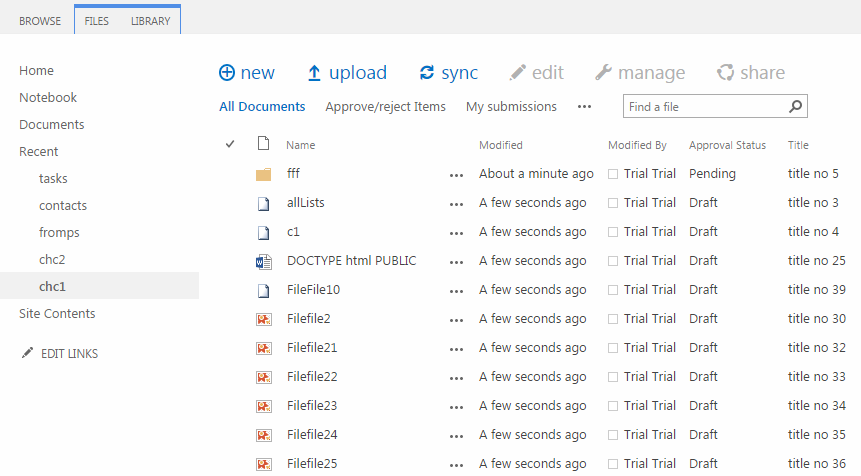 BROWSE FILES LIBRARY
Home
Notebook
Documents
Recent
tasks
contacts
fromps
chc2
chc1
Site Contents
EDIT LINKS
new upload sync edit manage share
All Documents Approve/reject Items My submissions ••• Find a file
Name Modified Modified By Approval Status Title
fff ••• About a minute ago Trial Trial Pending title no 5
allLists ••• A few seconds ago Trial Trial Draft title no 3
c1 ••• A few seconds ago Trial Trial Draft title no 4
DOCTYPE html PUBLIC ••• A few seconds ago Trial Trial Draft title no 25
FileFile10 ••• A few seconds ago Trial Trial Draft title no 39
Filefile2 ••• A few seconds ago Trial Trial Draft title no 30
Filefile21 ••• A few seconds ago Trial Trial Draft title no 32
Filefile22 ••• A few seconds ago Trial Trial Draft title no 33
Filefile23 ••• A few seconds ago Trial Trial Draft title no 34
Filefile24 ••• A few seconds ago Trial Trial Draft title no 35
Filefile25 ••• A few seconds ago Trial Trial Draft title no 36